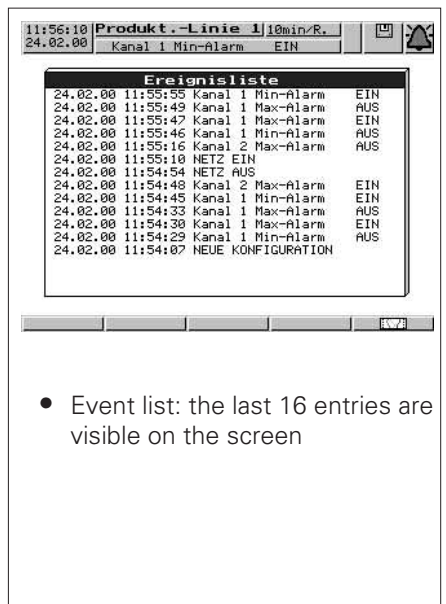 11:56:10 Produkt.-Linie 1 10min/R.
24.02.00 Kanal 1 Min-Alarm EIN
Ereignisliste
24.02.00 11:55:55 Kanal 1 Min-Alarm EIN
24.02.00 11:55:49 Kanal 1 Max-Alarm AUS
24.02.00 11:55:47 Kanal 1 Max-Alarm EIN
24.02.00 11:55:46 Kanal 1 Min-Alarm AUS
24.02.00 11:55:16 Kanal 2 Max-Alarm AUS
24.02.00 11:55:10 NETZ EIN
24.02.00 11:54:54 NETZ AUS
24.02.00 11:54:48 Kanal 2 Max-Alarm EIN
24.02.00 11:54:45 Kanal 1 Min-Alarm EIN
24.02.00 11:54:33 Kanal 1 Max-Alarm AUS
24.02.00 11:54:30 Kanal 1 Max-Alarm EIN
24.02.00 11:54:29 Kanal 1 Min-Alarm AUS
24.02.00 11:54:07 NEUE KONFIGURATION
• Event list: the last 16 entries are
visible on the screen